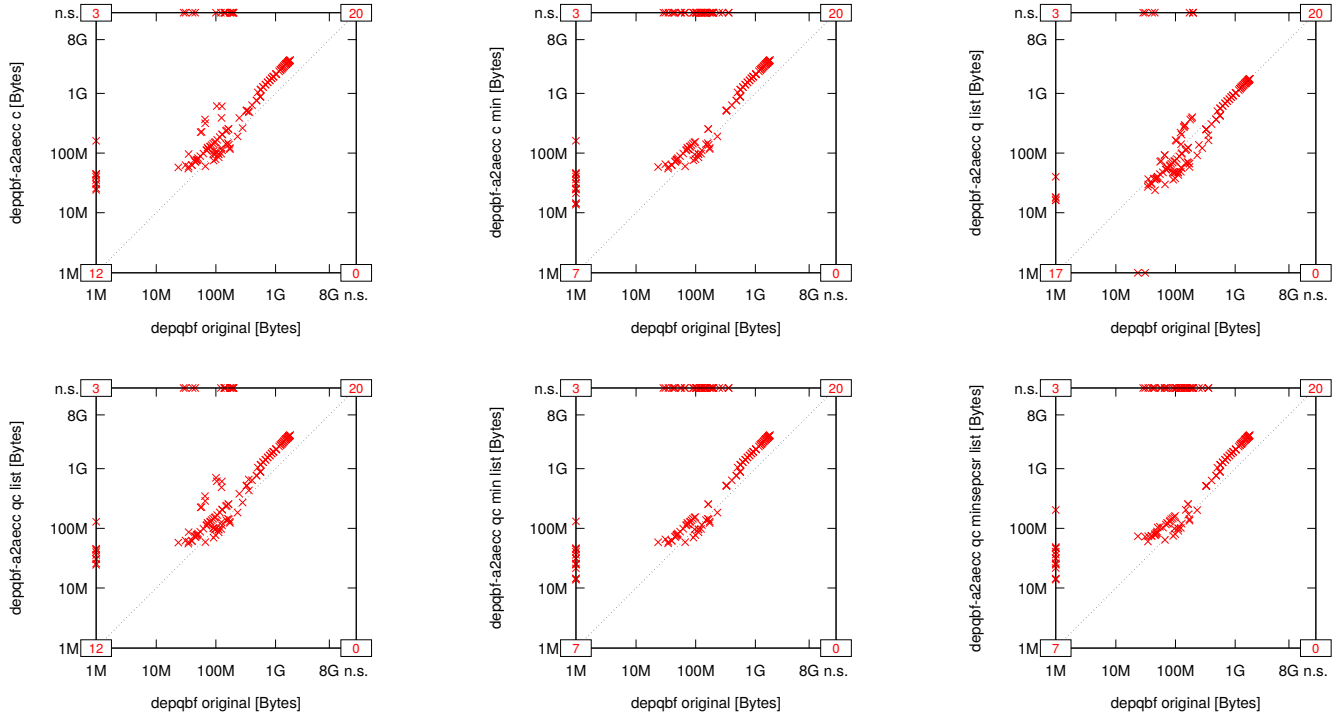 n.s. 3 20
8G
1G
100M
10M
1M 12 0
1M 10M 100M 1G 8G n.s.
depqbf-a2aecc c [Bytes]
depqbf original [Bytes]
n.s. 3 20
8G
1G
100M
10M
1M 7 0
1M 10M 100M 1G 8G n.s.
depqbf-a2aecc c min [Bytes]
depqbf original [Bytes]
n.s. 3 20
8G
1G
100M
10M
1M 17 0
1M 10M 100M 1G 8G n.s.
depqbf-a2aecc q list [Bytes]
depqbf original [Bytes]
n.s. 3 20
8G
1G
100M
10M
1M 12 0
1M 10M 100M 1G 8G n.s.
depqbf-a2aecc qc list [Bytes]
depqbf original [Bytes]
n.s. 3 20
8G
1G
100M
10M
1M 7 0
1M 10M 100M 1G 8G n.s.
depqbf-a2aecc qc min list [Bytes]
depqbf original [Bytes]
n.s. 3 20
8G
1G
100M
10M
1M 7 0
1M 10M 100M 1G 8G n.s.
depqbf-a2aecc qc minsepcsr list [Bytes]
depqbf original [Bytes]